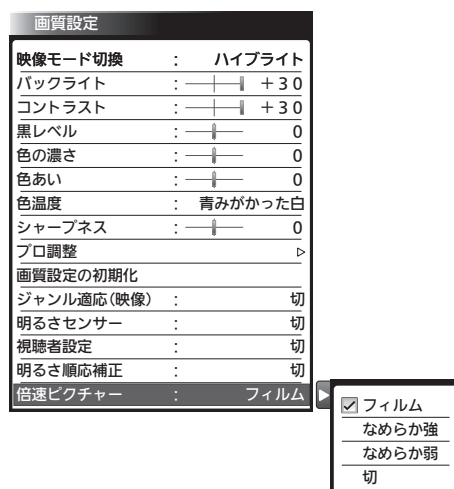 画質設定
映像モード切換 : ハイブライト
バックライト : +30
コントラスト : +30
黒レベル : 0
色の濃さ : 0
色あい : 0
色温度 : 青みがかった白
シャープネス : 0
プロ調整
画質設定の初期化
ジャンル適応(映像) : 切
明るさセンサー : 切
視聴者設定 : 切
明るさ順応補正 : 切
倍速ピクチャー : フィルム
フィルム
なめらか強
なめらか弱
切